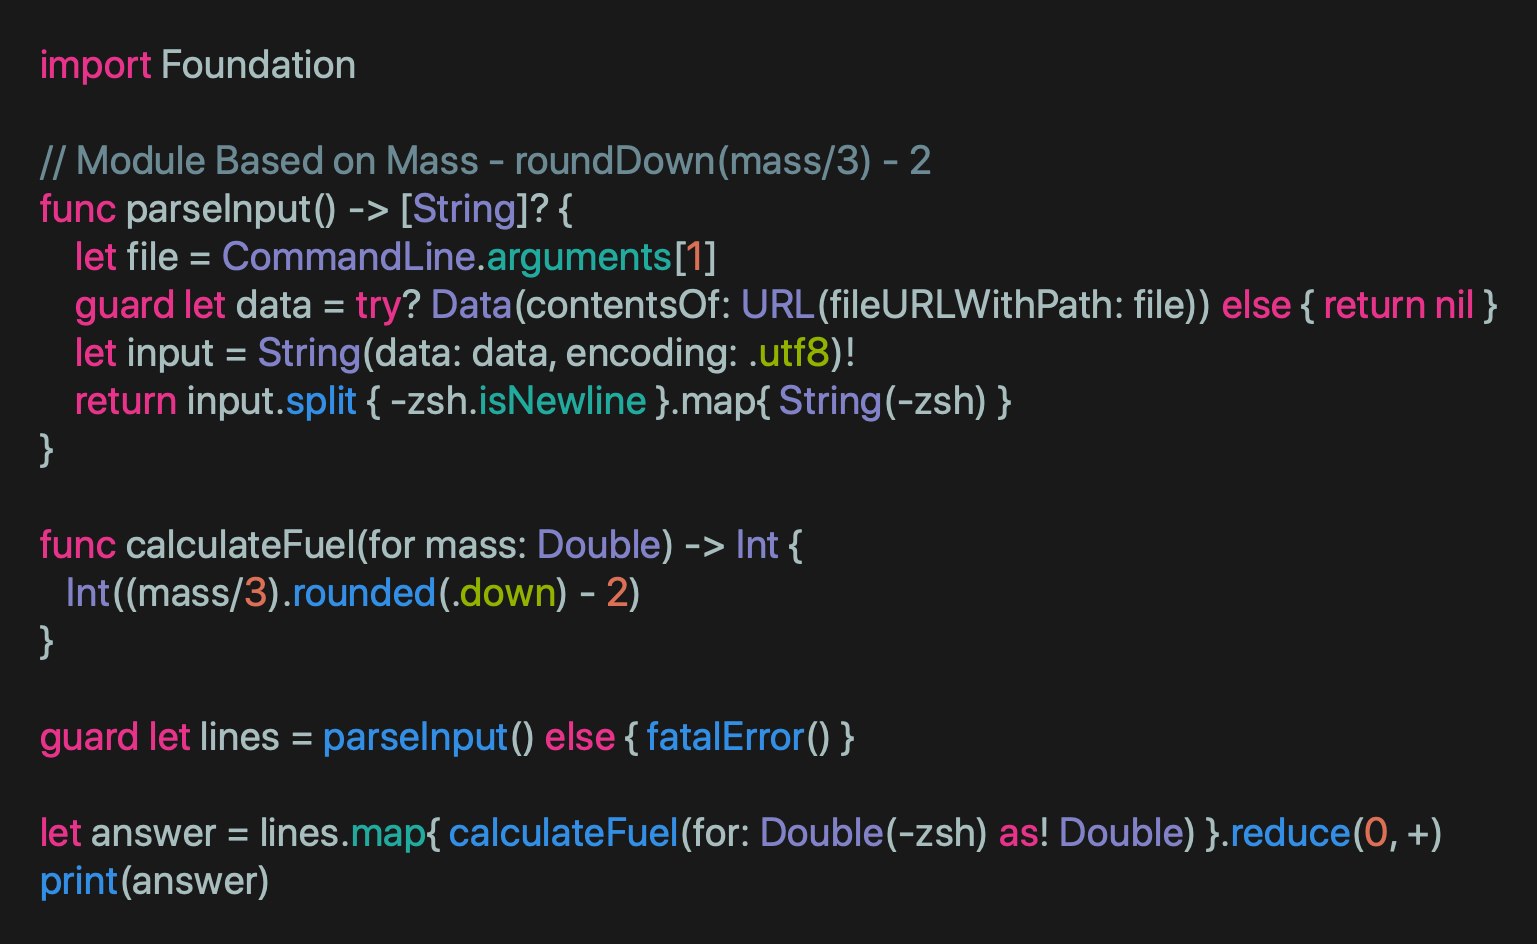 import Foundation

// Module Based on Mass - roundDown(mass/3) - 2
func parseInput() -> [String]? {
    let file = CommandLine.arguments[1]
    guard let data = try? Data(contentsOf: URL(fileURLWithPath: file)) else { return nil }
    let input = String(data: data, encoding: .utf8)!
    return input.split { -zsh.isNewline }.map{ String(-zsh) }
}

func calculateFuel(for mass: Double) -> Int {
   Int((mass/3).rounded(.down) - 2)
}

guard let lines = parseInput() else { fatalError() }

let answer = lines.map{ calculateFuel(for: Double(-zsh) as! Double) }.reduce(0, +)
print(answer)